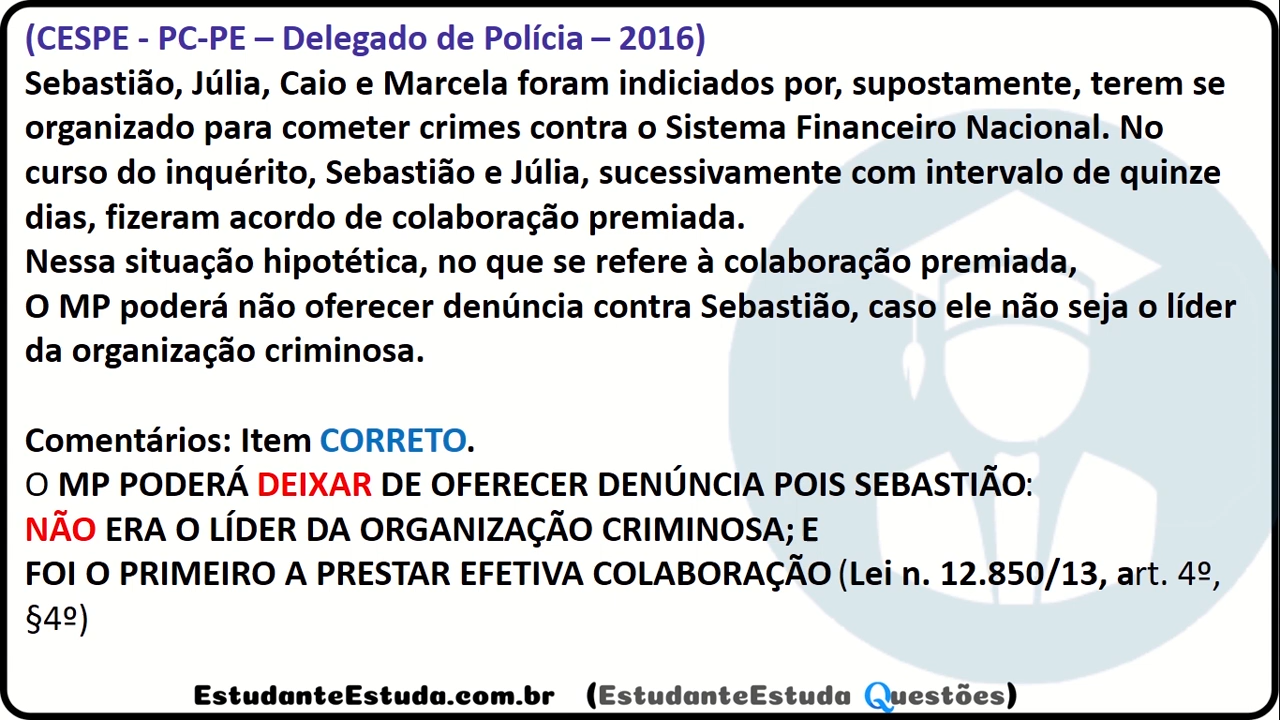 (CESPE - PC-PE – Delegado de Polícia – 2016)
Sebastião, Júlia, Caio e Marcela foram indiciados por, supostamente, terem se
organizado para cometer crimes contra o Sistema Financeiro Nacional. No
curso do inquérito, Sebastião e Júlia, sucessivamente com intervalo de quinze
dias, fizeram acordo de colaboração premiada.
Nessa situação hipotética, no que se refere à colaboração premiada,
O MP poderá não oferecer denúncia contra Sebastião, caso ele não seja o líder
da organização criminosa.
Comentários: Item CORRETO.
O MP PODERÁ DEIXAR DE OFERECER DENÚNCIA POIS SEBASTIÃO:
NÃO ERA O LÍDER DA ORGANIZAÇÃO CRIMINOSA; E
FOI O PRIMEIRO A PRESTAR EFETIVA COLABORAÇÃO (Lei n. 12.850/13, art. 4º,
§4º)
EstudanteEstuda.com.br (EstudanteEstuda Questões)